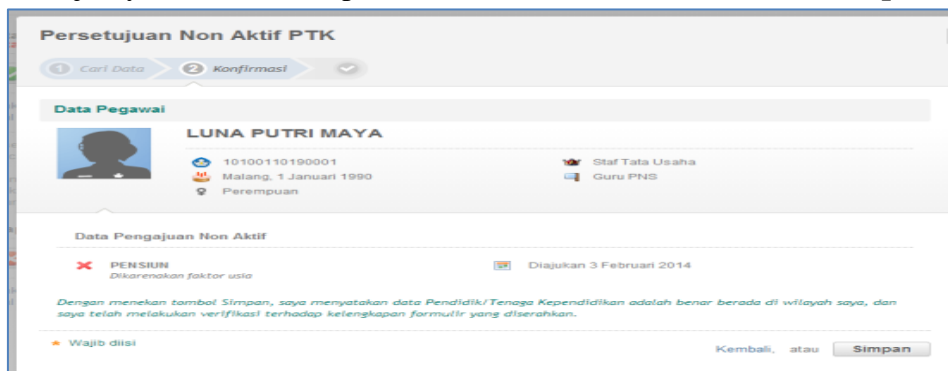 Persetujuan Non Aktif PTK
1 Cari Data 2 Konfirmasi
Data Pegawai
LUNA PUTRI MAYA
10100110190001 Staf Tata Usaha
Malang, 1 Januari 1990 Guru PNS
Perempuan
Data Pengajuan Non Aktif
PENSIUN Diajukan 3 Februari 2014
Dikarenakan faktor usia
Dengan menekan tombol Simpan, saya menyatakan data Pendidik/Tenaga Kependidikan adalah benar berada di wilayah saya, dan
saya telah melakukan verifikasi terhadap kelengkapan formulir yang diserahkan.
Wajib diisi
Kembali, atau Simpan